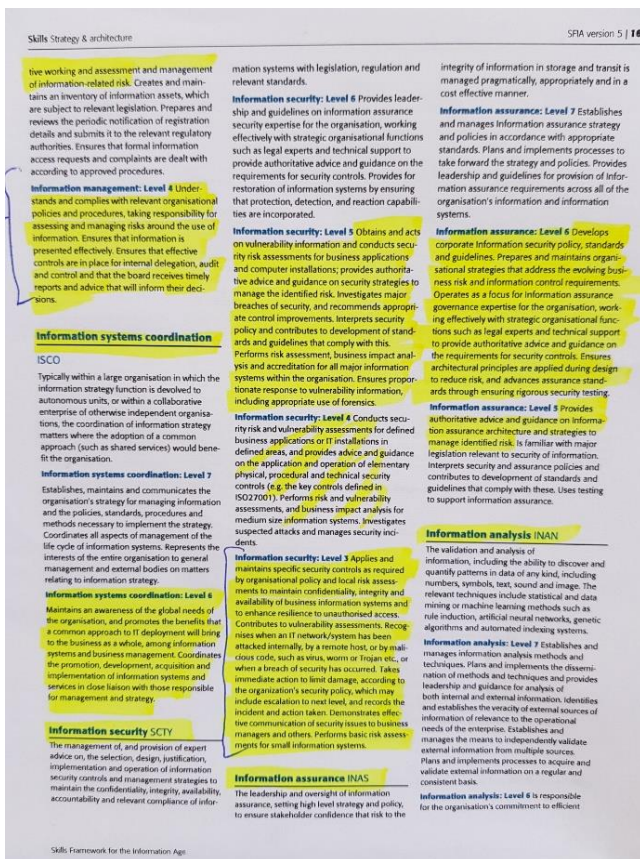 Skills Strategy & architecture
SFIA version 5 | 16
tive working and assessment and management
of information-related risk. Creates and main-
tains an inventory of information assets, which
are subject to relevant legislation. Prepares and
reviews the periodic notification of registration
details and submits it to the relevant regulatory
authorities. Ensures that formal information
access requests and complaints are dealt with
according to approved procedures.
Information management: Level 4 Under-
stands and complies with relevant organisational
policies and procedures, taking responsibility for
assessing and managing risks around the use of
information. Ensures that information is
presented effectively. Ensures that effective
controls are in place for internal delegation, audit
and control and that the board receives timely
reports and advice that will inform their deci-
sions.
Information systems coordination
ISCO
Typically within a large organisation in which the
information strategy function is devolved to
autonomous units, or within a collaborative
enterprise of otherwise independent organisa-
tions, the coordination of information strategy
matters where the adoption of a common
approach (such as shared services) would bene-
fit the organisation.
Information systems coordination: Level 7
Establishes, maintains and communicates the
organisation's strategy for managing information
and the policies, standards, procedures and
methods necessary to implement the strategy.
Coordinates all aspects of management of the
life cycle of information systems. Represents the
interests of the entire organisation to general
management and external bodies on matters
relating to information strategy.
Information systems coordination: Level 6
Maintains an awareness of the global needs of
the organisation, and promotes the benefits that
a common approach to IT deployment will bring
to the business as a whole, among information
systems and business management. Coordinates
the promotion, development, acquisition and
implementation of information systems and
services in close liaison with those responsible
for management and strategy.
Information security SCTY
The management of, and provision of expert
advice on, the selection, design, justification,
implementation and operation of information
security controls and management strategies to
maintain the confidentiality, integrity, availability,
accountability and relevant compliance of infor-
mation systems with legislation, regulation and
relevant standards.
Information security: Level 6 Provides leader-
ship and guidelines on information assurance
security expertise for the organisation, working
effectively with strategic organisational functions
such as legal experts and technical support to
provide authoritative advice and guidance on the
requirements for security controls. Provides for
restoration of information systems by ensuring
that protection, detection, and reaction capabili-
ties are incorporated.
Information security: Level 5 Obtains and acts
on vulnerability information and conducts secu-
rity risk assessments for business applications
and computer installations; provides authorita-
tive advice and guidance on security strategies to
manage the identified risk. Investigates major
breaches of security, and recommends appropri-
ate control improvements. Interprets security
policy and contributes to development of stand-
ards and guidelines that comply with this.
Performs risk assessment, business impact anal-
ysis and accreditation for all major information
systems within the organisation. Ensures propor-
tionate response to vulnerability information,
including appropriate use of forensics.
Information security: Level 4 Conducts secu-
rity risk and vulnerability assessments for defined
business applications or IT installations in
defined areas, and provides advice and guidance
on the application and operation of elementary
physical, procedural and technical security
controls (e.g. the key controls defined in
ISO27001). Performs risk and vulnerability
assessments, and business impact analysis for
medium size information systems. Investigates
suspected attacks and manages security inci-
dents.
Information security: Level 3 Applies and
maintains specific security controls as required
by organisational policy and local risk assess-
ments to maintain confidentiality, integrity and
availability of business information systems and
to enhance resilience to unauthorised access.
Contributes to vulnerability assessments. Recog-
nises when an IT network/system has been
attacked internally, by a remote host, or by mali-
cious code, such as virus, worm or Trojan etc., or
when a breach of security has occurred. Takes
immediate action to limit damage, according to
the organization's security policy, which may
include escalation to next level, and records the
incident and action taken. Demonstrates effec-
tive communication of security issues to business
managers and others. Performs basic risk assess-
ments for small information systems.
Information assurance INAS
The leadership and oversight of information
assurance, setting high level strategy and policy,
to ensure stakeholder confidence that risk to the
integrity of information in storage and transit is
managed pragmatically, appropriately and in a
cost effective manner.
Information assurance: Level 7 Establishes
and manages Information assurance strategy
and policies in accordance with appropriate
standards. Plans and implements processes to
take forward the strategy and policies. Provides
leadership and guidelines for provision of Infor-
mation assurance requirements across all of the
organisation's information and information
systems.
Information assurance: Level 6 Develops
corporate Information security policy, standards
and guidelines. Prepares and maintains organi-
sational strategies that address the evolving busi-
ness risk and information control requirements.
Operates as a focus for information assurance
governance expertise for the organisation, work-
ing effectively with strategic organisational func-
tions such as legal experts and technical support
to provide authoritative advice and guidance on
the requirements for security controls. Ensures
architectural principles are applied during design
to reduce risk, and advances assurance stand-
ards through ensuring rigorous security testing.
Information assurance: Level 5 Provides
authoritative advice and guidance on Informa-
tion assurance architecture and strategies to
manage identified risk. Is familiar with major
legislation relevant to security of information.
Interprets security and assurance policies and
contributes to development of standards and
guidelines that comply with these. Uses testing
to support information assurance.
Information analysis INAN
The validation and analysis of
information, including the ability to discover and
quantify patterns in data of any kind, including
numbers, symbols, text, sound and image. The
relevant techniques include statistical and data
mining or machine learning methods such as
rule induction, artificial neural networks, genetic
algorithms and automated indexing systems.
Information analysis: Level 7 Establishes and
manages information analysis methods and
techniques. Plans and implements the dissemi-
nation of methods and techniques and provides
leadership and guidance for analysis of
both internal and external information. Identifies
and establishes the veracity of external sources of
information of relevance to the operational
needs of the enterprise. Establishes and
manages the means to independently validate
external information from multiple sources.
Plans and implements processes to acquire and
validate external information on a regular and
consistent basis.
Information analysis: Level 6 Is responsible
for the organisation's commitment to efficient
Skills Framework for the Information Age